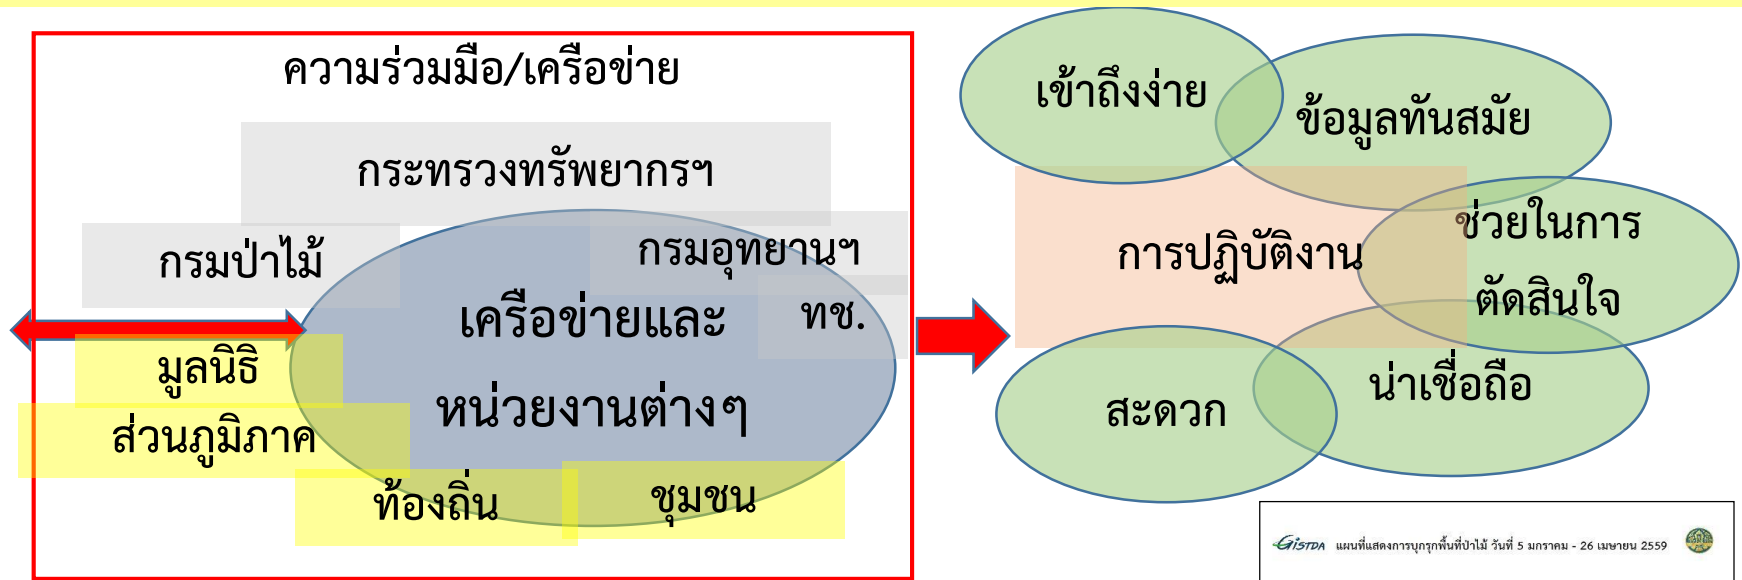 ความร่วมมือ/เครือข่าย
กระทรวงทรัพยากรฯ
กรมป่าไม้
กรมอุทยานฯ
ทช.
เครือข่ายและ
หน่วยงานต่างๆ
มูลนิธิ
ส่วนภูมิภาค
ท้องถิ่น
ชุมชน
เข้าถึงง่าย
ข้อมูลทันสมัย
การปฏิบัติงาน
ช่วยในการ
ตัดสินใจ
น่าเชื่อถือ
สะดวก
GISTDA แผนที่แสดงการบุกรุกพื้นที่ป่าไม้ วันที่ 5 มกราคม - 26 เมษายน 2559